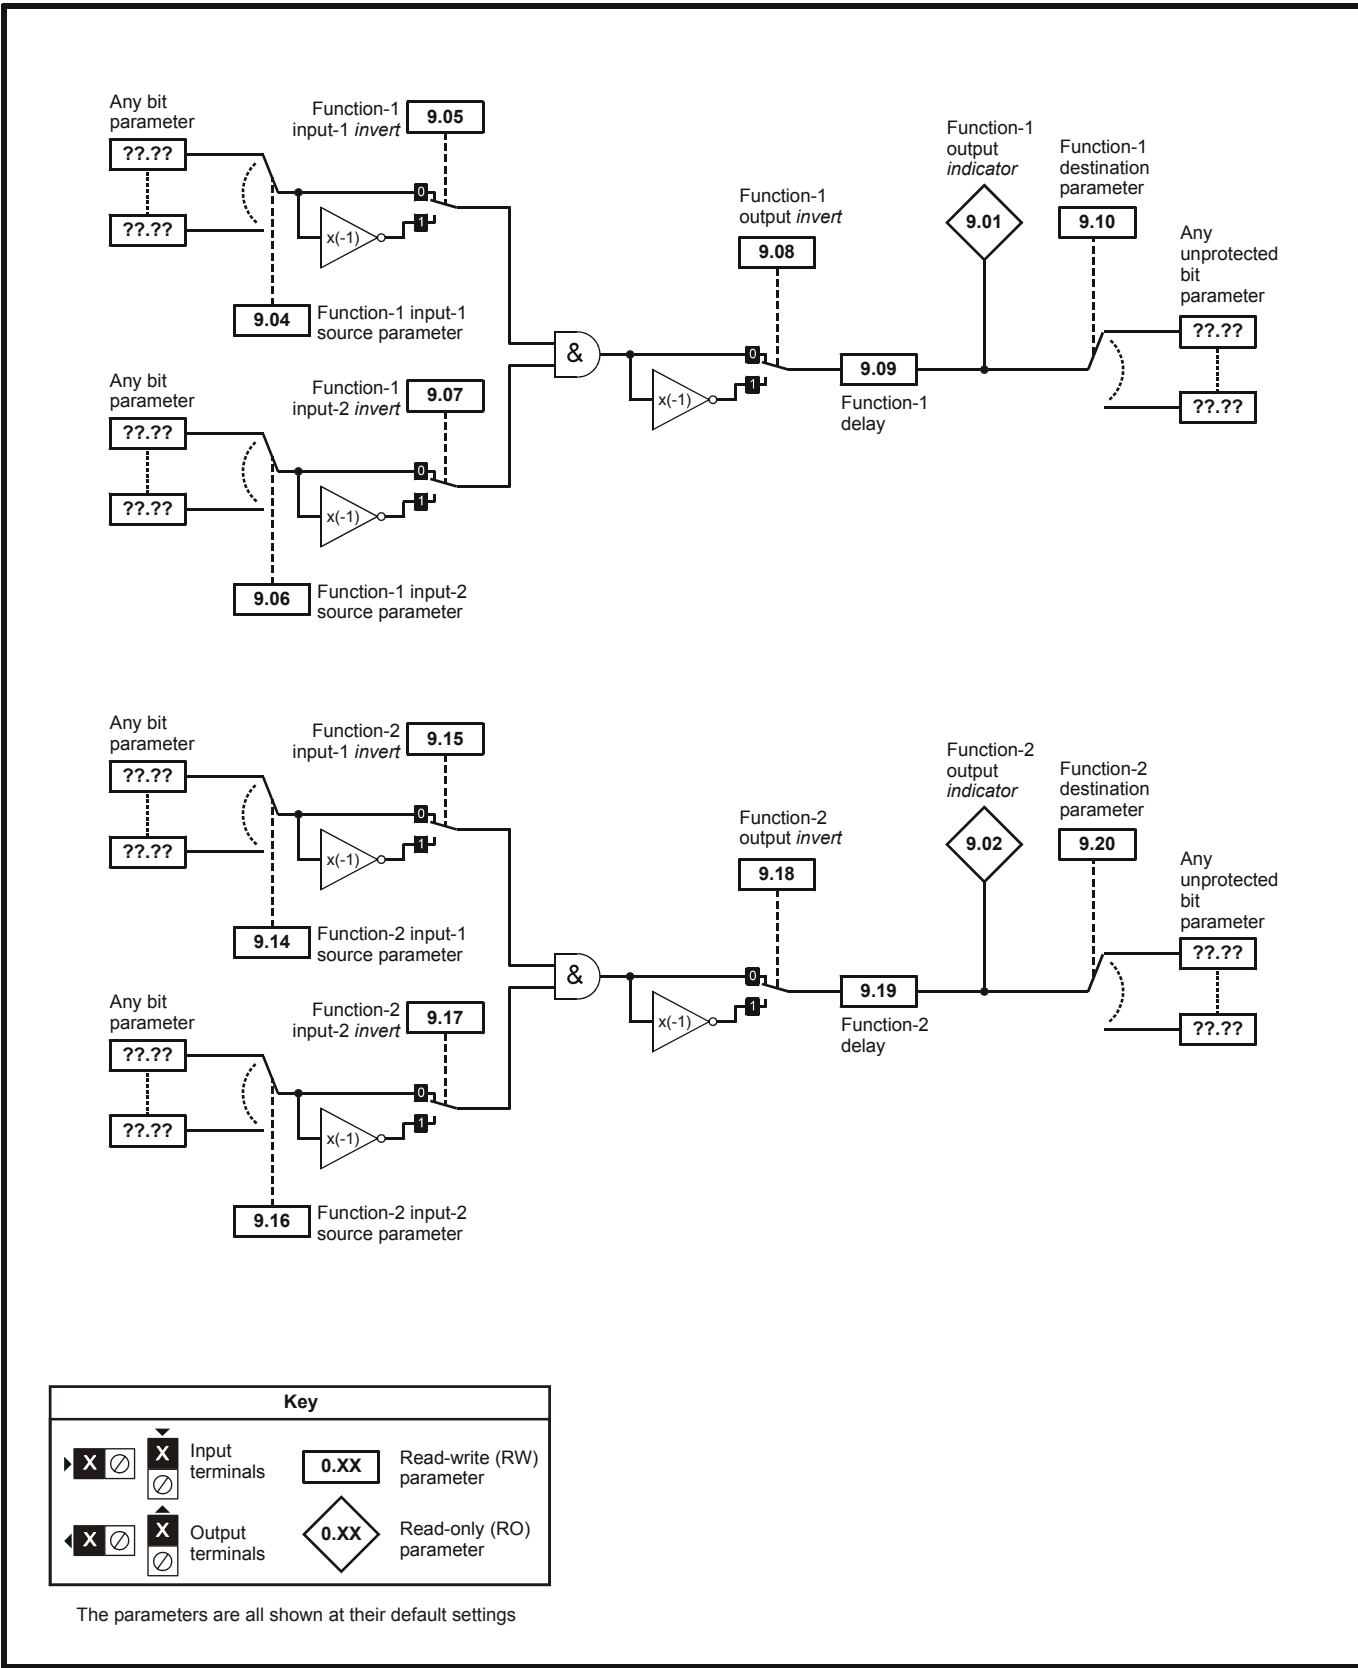 Any bit
parameter
??.??
??.??
Function-1
input-1 invert
9.05
0
1
x(-1)
9.04
Function-1 input-1
source parameter
Any bit
parameter
??.??
??.??
Function-1
input-2 invert
9.07
0
1
x(-1)
9.06
Function-1 input-2
source parameter
&
Function-1
output invert
9.08
0
1
x(-1)
9.09
Function-1
delay
Function-1
output
indicator
9.01
Function-1
destination
parameter
9.10
Any
unprotected
bit
parameter
??.??
??.??
Any bit
parameter
??.??
??.??
Function-2
input-1 invert
9.15
0
1
x(-1)
9.14
Function-2 input-1
source parameter
Any bit
parameter
??.??
??.??
Function-2
input-2 invert
9.17
0
1
x(-1)
9.16
Function-2 input-2
source parameter
&
Function-2
output invert
9.18
0
1
x(-1)
9.19
Function-2
delay
Function-2
output
indicator
9.02
Function-2
destination
parameter
9.20
Any
unprotected
bit
parameter
??.??
??.??
Key
X
X
Input
terminals
0.XX
Read-write (RW)
parameter
X
X
Output
terminals
0.XX
Read-only (RO)
parameter
The parameters are all shown at their default settings